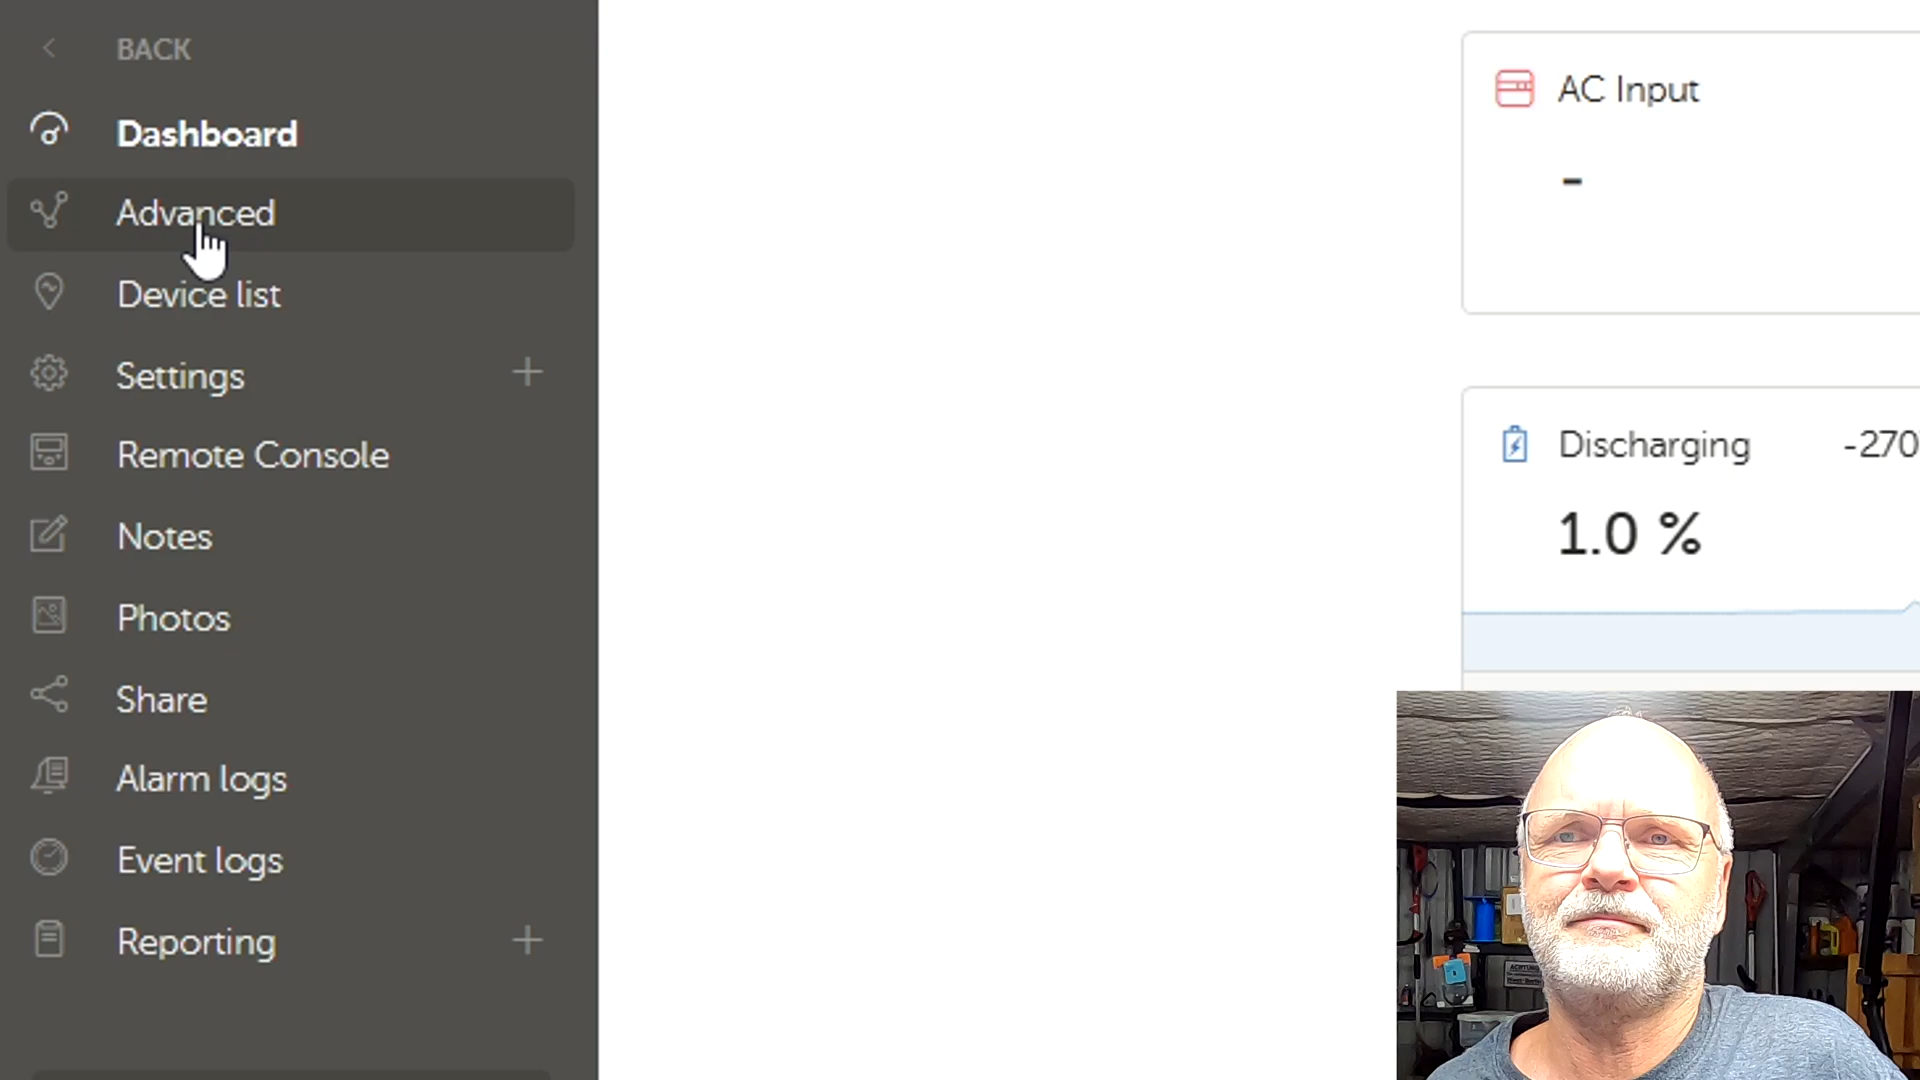 BACK
Dashboard
Advanced
Device list
Settings
Remote Console
Notes
Photos
Share
Alarm logs
Event logs
Reporting
AC Input
-
Discharging -270
1.0 %
ACHTUNG